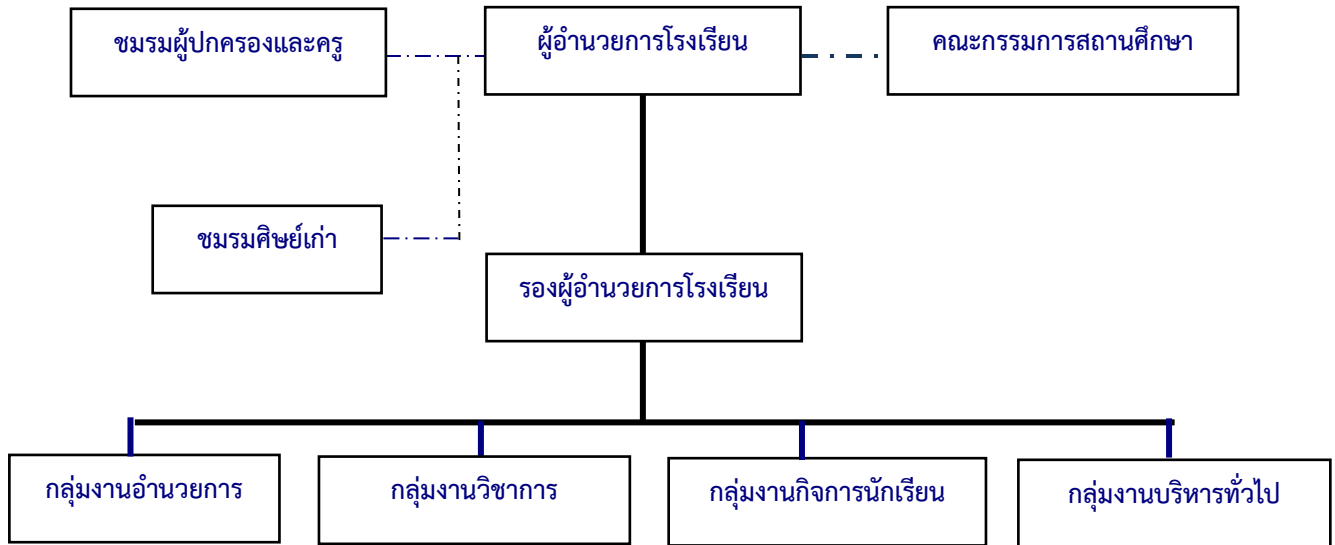 ชมรมผู้ปกครองและครู
ผู้อำนวยการโรงเรียน
คณะกรรมการสถานศึกษา
ชมรมศิษย์เก่า
รองผู้อำนวยการโรงเรียน
กลุ่มงานอำนวยการ
กลุ่มงานวิชาการ
กลุ่มงานกิจการนักเรียน
กลุ่มงานบริหารทั่วไป